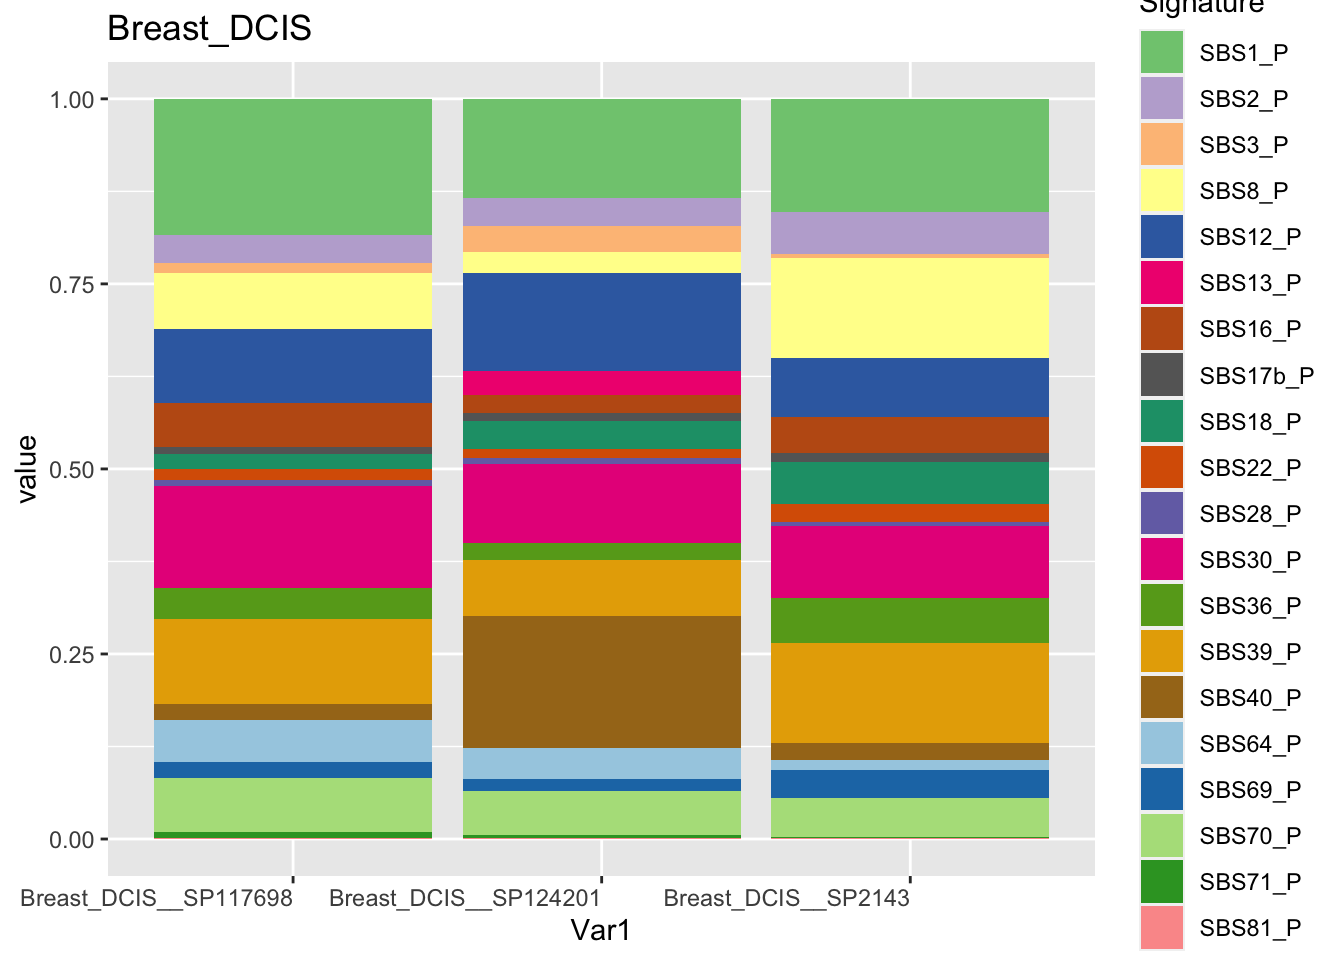 Breast_DCIS
value
1.00
0.75
0.50
0.25
0.00
Breast_DCIS__SP117698
Breast_DCIS__SP124201
Breast_DCIS__SP2143
Var1
Signature
SBS1_P
SBS2_P
SBS3_P
SBS8_P
SBS12_P
SBS13_P
SBS16_P
SBS17b_P
SBS18_P
SBS22_P
SBS28_P
SBS30_P
SBS36_P
SBS39_P
SBS40_P
SBS64_P
SBS69_P
SBS70_P
SBS71_P
SBS81_P